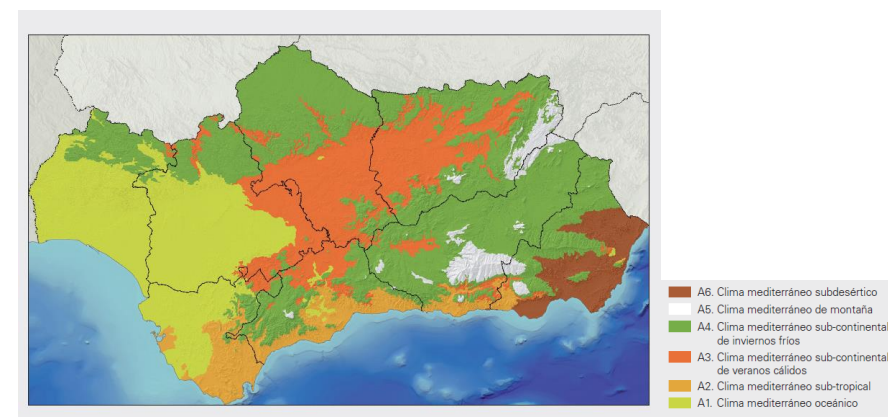 A6. Clima mediterráneo subdesértico
A5. Clima mediterráneo de montaña
A4. Clima mediterráneo sub-continental
de inviernos fríos
A3. Clima mediterráneo sub-continental
de veranos cálidos
A2. Clima mediterráneo sub-tropical
A1. Clima mediterráneo oceánico